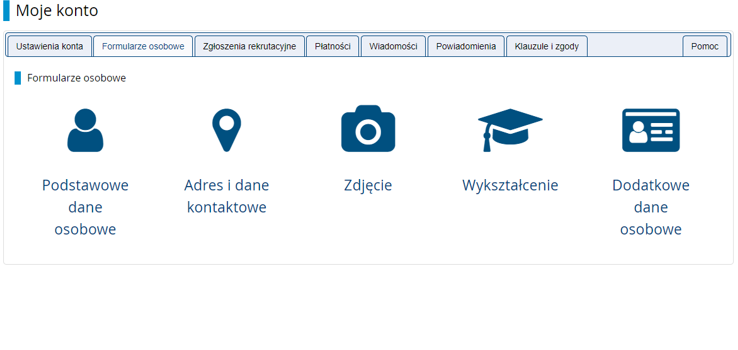 Moje konto
Ustawienia konta
Formularze osobowe
Zgłoszenia rekrutacyjne
Płatności
Wiadomości
Powiadomienia
Klauzule i zgody
Pomoc
Formularze osobowe
Podstawowe
dane
osobowe
Adres i dane
kontaktowe
Zdjęcie
Wykształcenie
Dodatkowe
dane
osobowe